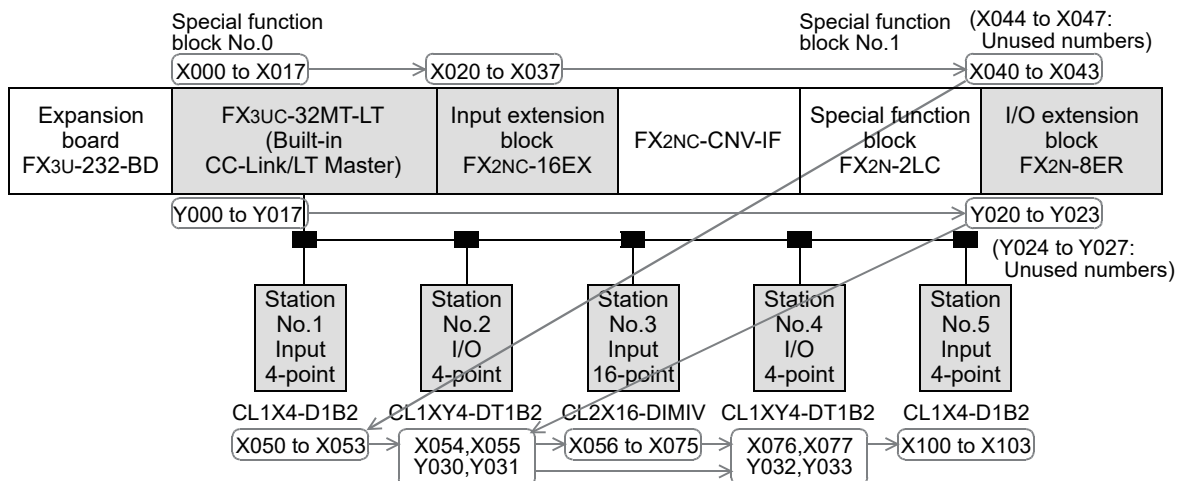 Special function
block No.0
Special function
block No.1
(X044 to X047:
Unused numbers)
X000 to X017
X020 to X037
X040 to X043
Expansion
board
FX3U-232-BD
FX3UC-32MT-LT
(Built-in
CC-Link/LT Master)
Input extension
block
FX2NC-16EX
FX2NC-CNV-IF
Special function
block
FX2N-2LC
I/O extension
block
FX2N-8ER
Y000 to Y017
Y020 to Y023
(Y024 to Y027:
Unused numbers)
Station
No.1
Input
4-point
Station
No.2
I/O
4-point
Station
No.3
Input
16-point
Station
No.4
I/O
4-point
Station
No.5
Input
4-point
CL1X4-D1B2
CL1XY4-DT1B2
CL2X16-DIMIV
CL1XY4-DT1B2
CL1X4-D1B2
X050 to X053
X054,X055
Y030,Y031
X056 to X075
X076,X077
Y032,Y033
X100 to X103